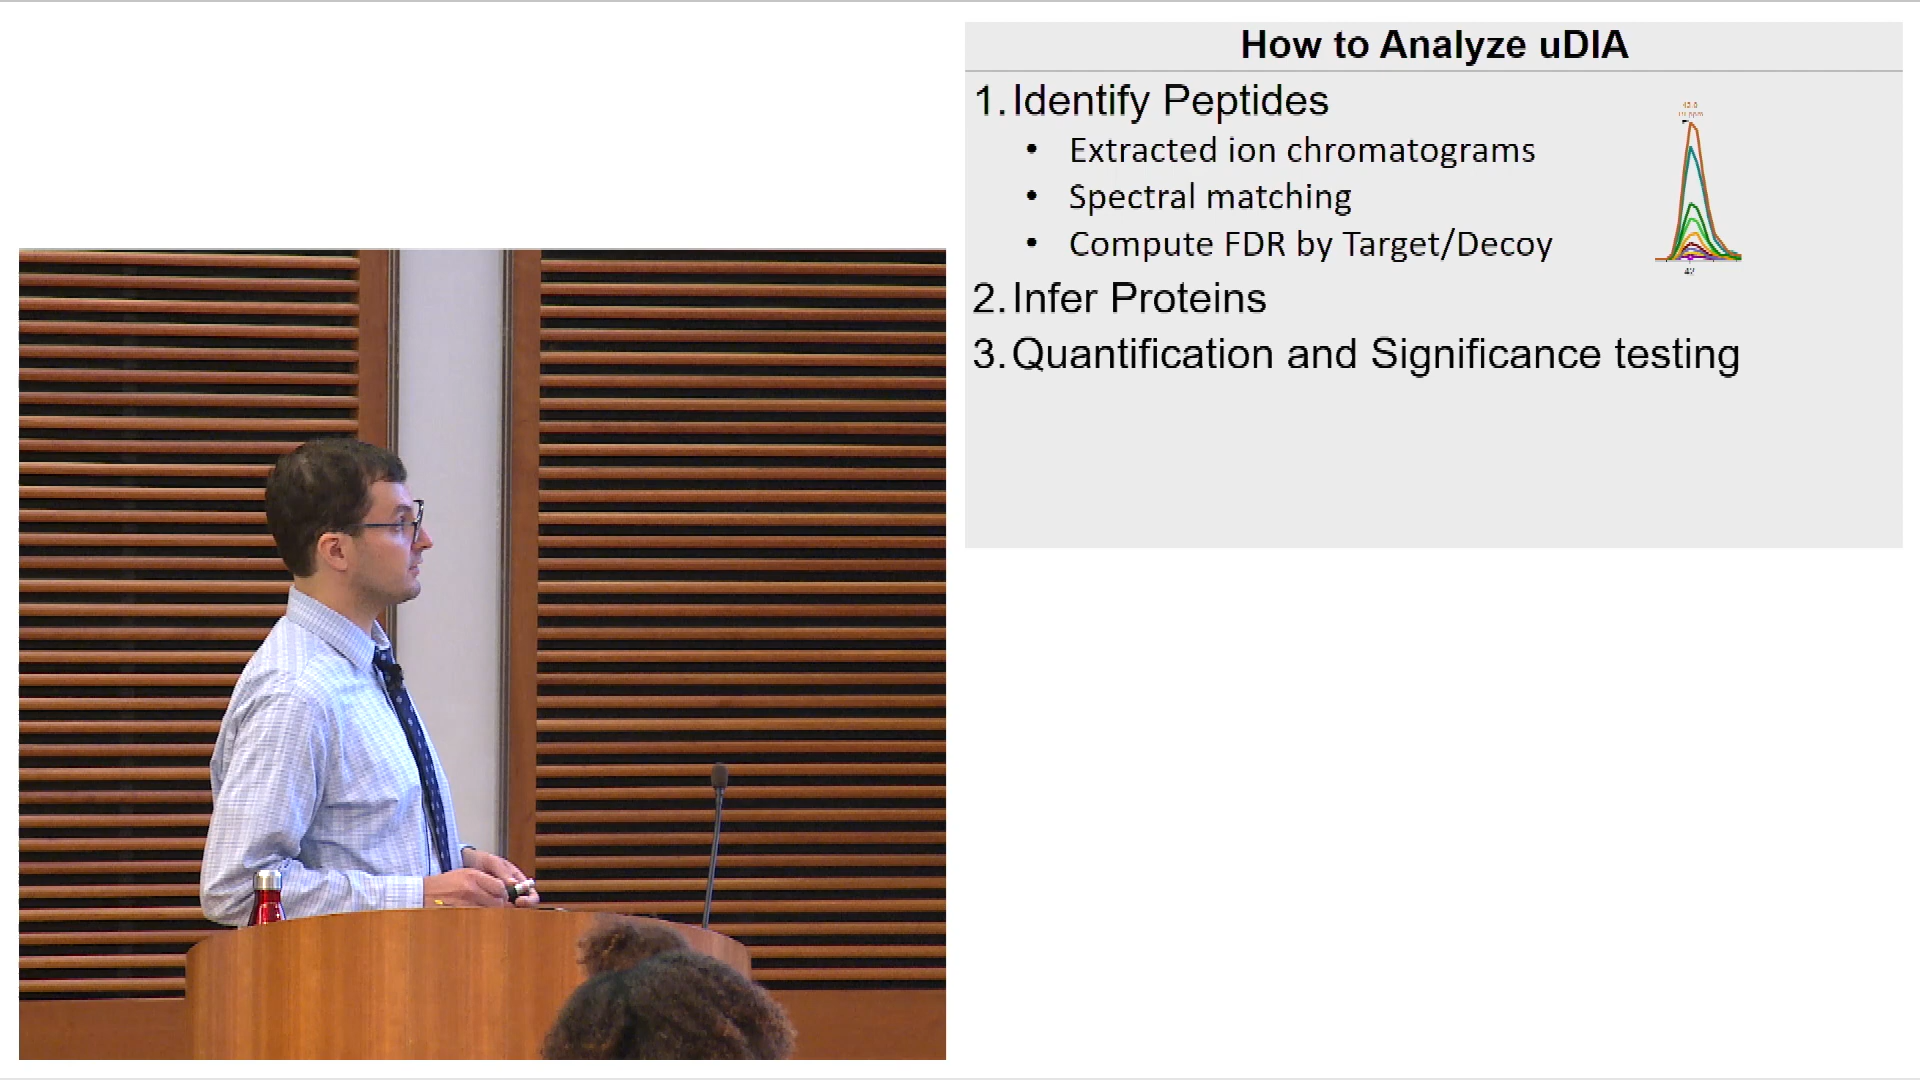 How to Analyze uDIA
1. Identify Peptides
• Extracted ion chromatograms
• Spectral matching
• Compute FDR by Target/Decoy
2. Infer Proteins
3. Quantification and Significance testing
42